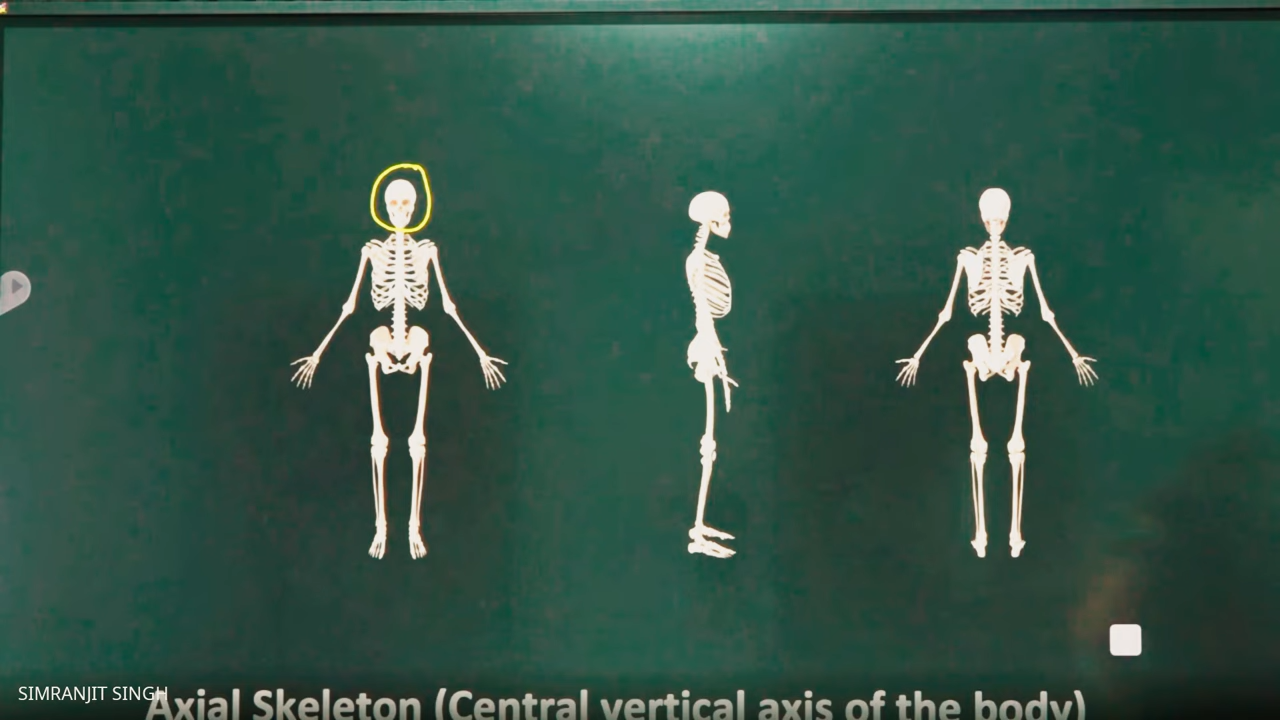 SIMRANJIT SINGH
Axial Skeleton (Central vertical axis of the body)